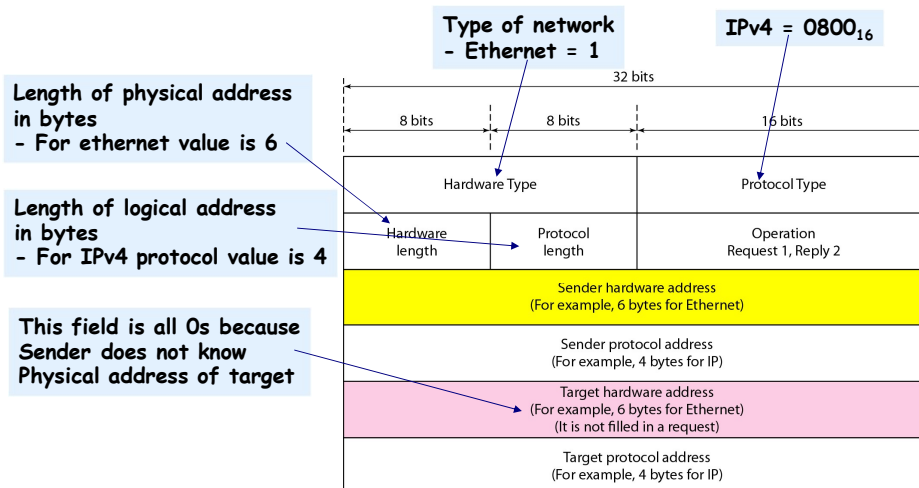 Type of network
- Ethernet = 1
IPv4 = 0800₁₆
32 bits
Length of physical address
in bytes
- For ethernet value is 6
8 bits
8 bits
16 bits
Hardware Type
Protocol Type
Length of logical address
in bytes
- For IPv4 protocol value is 4
Hardware
length
Protocol
length
Operation
Request 1, Reply 2
Sender hardware address
(For example, 6 bytes for Ethernet)
This field is all 0s because
Sender does not know
Physical address of target
Sender protocol address
(For example, 4 bytes for IP)
Target hardware address
(For example, 6 bytes for Ethernet)
(It is not filled in a request)
Target protocol address
(For example, 4 bytes for IP)